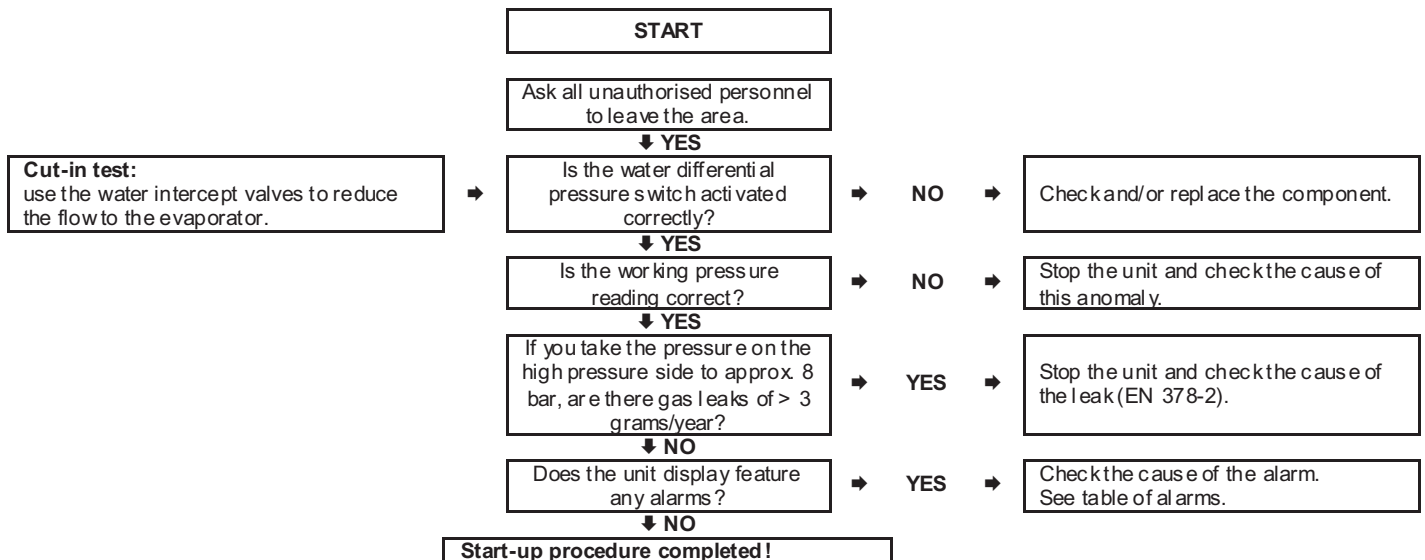 START
Ask all unauthorised personnel
to leave the area.
YES
Cut-in test:
use the water intercept valves to reduce
the flow to the evaporator.
Is the water differential
pressure switch activated
correctly?
NO
Check and/or replace the component.
YES
Is the working pressure
reading correct?
NO
Stop the unit and check the cause of
this anomaly.
YES
If you take the pressure on the
high pressure side to approx. 8
bar, are there gas leaks of > 3
grams/year?
YES
Stop the unit and check the cause of
the leak (EN 378-2).
NO
Does the unit display feature
any alarms?
YES
Check the cause of the alarm.
See table of alarms.
NO
Start-up procedure completed!